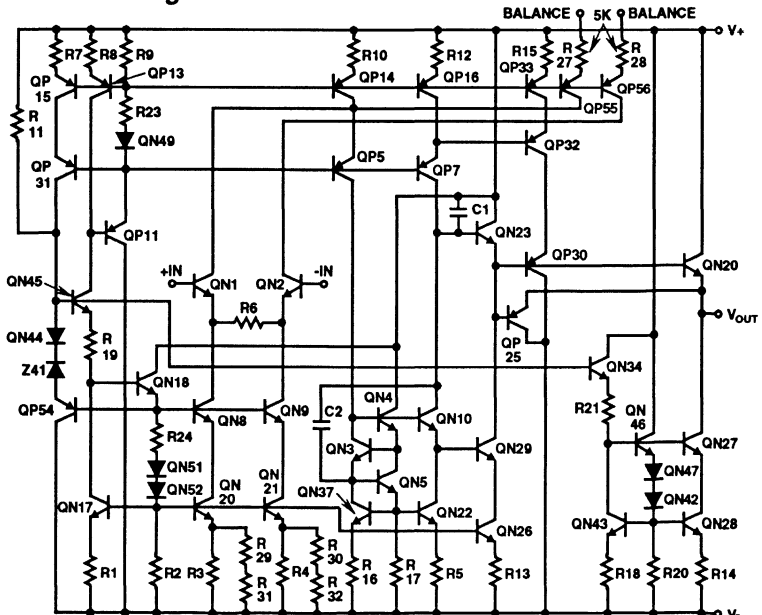 BALANCE 5K BALANCE
V+
R7 R8 R9 R10 R12 R15 R 27 R 28
QP 15 QP13 QP14 QP16 QP33 QP55 QP56
R 11 R23
QN49
QP 31 QP5 QP7 QP32
C1
QP11 QN23
QP30 QN20
QN45 +IN QN1 QN2 -IN
R6
QP 25 VOUT
QN44 R 19
Z41 QN18 QN34
QP54 QN8 QN9 C2 QN4 QN10 R21
R24 QN3 QN29 QN 46 QN27
QN51 QN5 QN47
QN52 QN 20 QN 21 QN37 QN42
QN17 QN22 QN26 QN43 QN28
R 29 R 30
R1 R2 R3 R4 R 16 R 17 R5 R13 R18 R20 R14
R 31 R 32